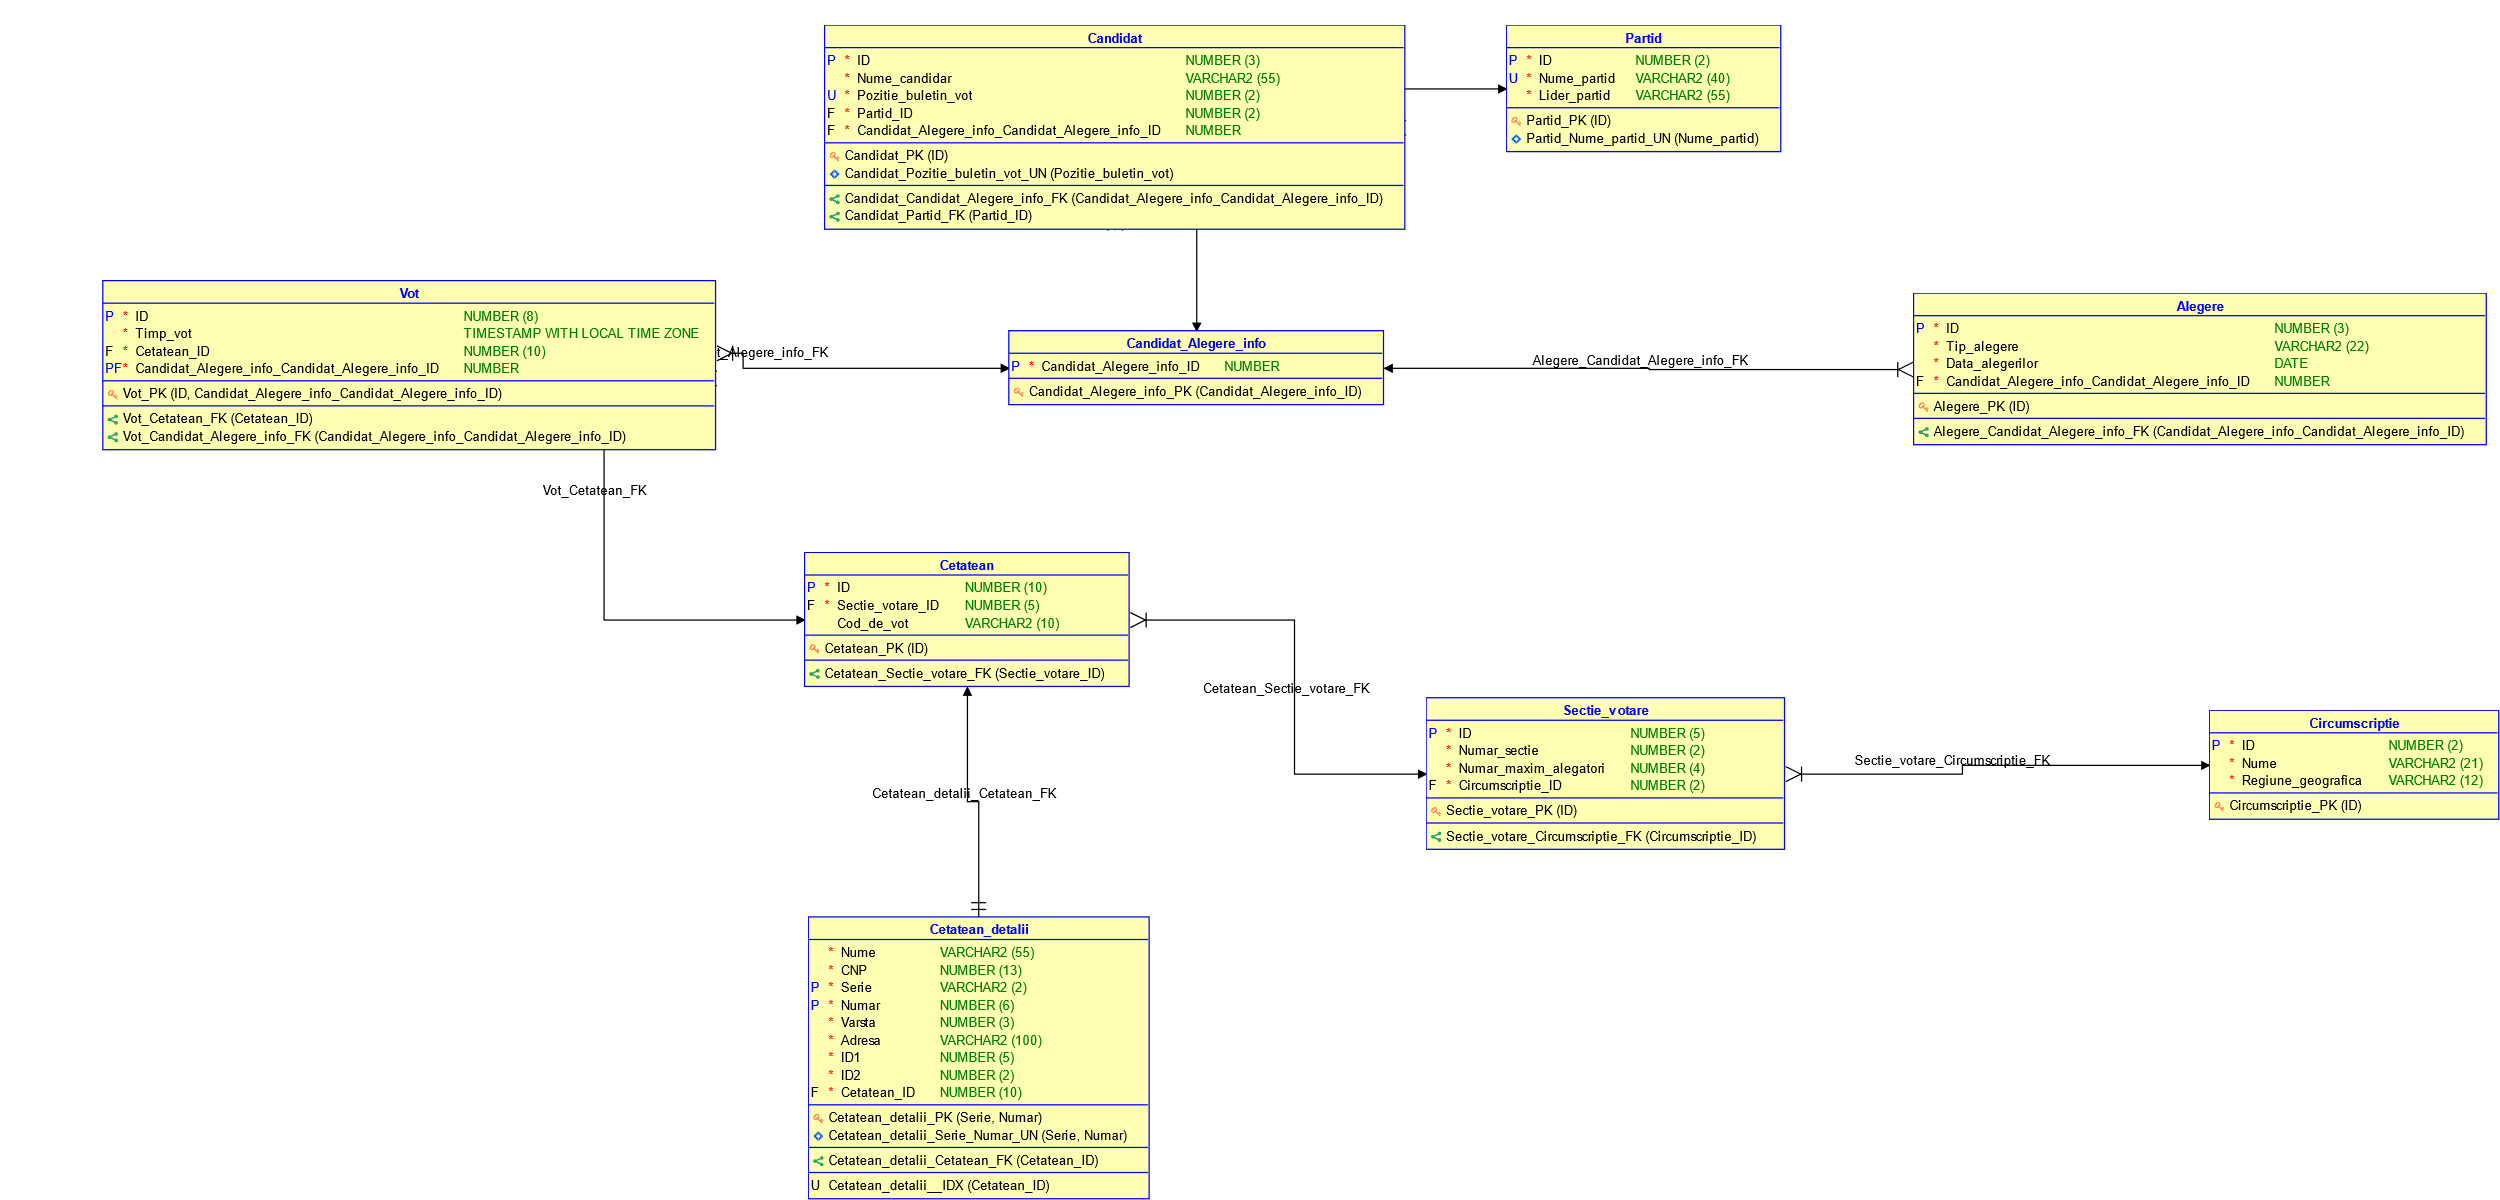 Candidat
P * ID NUMBER (3)
* Nume_candidar VARCHAR2 (55)
U * Pozitie_buletin_vot NUMBER (2)
F * Partid_ID NUMBER (2)
F * Candidat_Alegere_info_Candidat_Alegere_info_ID NUMBER
Candidat_PK (ID)
Candidat_Pozitie_buletin_vot_UN (Pozitie_buletin_vot)
Candidat_Candidat_Alegere_info_FK (Candidat_Alegere_info_Candidat_Alegere_info_ID)
Candidat_Partid_FK (Partid_ID)
Partid
P * ID NUMBER (2)
U * Nume_partid VARCHAR2 (40)
* Lider_partid VARCHAR2 (55)
Partid_PK (ID)
Partid_Nume_partid_UN (Nume_partid)
Vot
P * ID NUMBER (8)
* Timp_vot TIMESTAMP WITH LOCAL TIME ZONE
F * Cetatean_ID NUMBER (10)
PF* Candidat_Alegere_info_Candidat_Alegere_info_ID NUMBER
Vot_PK (ID, Candidat_Alegere_info_Candidat_Alegere_info_ID)
Vot_Cetatean_FK (Cetatean_ID)
Vot_Candidat_Alegere_info_FK (Candidat_Alegere_info_Candidat_Alegere_info_ID)
t_Alegere_info_FK
Candidat_Alegere_info
P * Candidat_Alegere_info_ID NUMBER
Candidat_Alegere_info_PK (Candidat_Alegere_info_ID)
Alegere_Candidat_Alegere_info_FK
Alegere
P * ID NUMBER (3)
* Tip_alegere VARCHAR2 (22)
* Data_alegerilor DATE
F * Candidat_Alegere_info_Candidat_Alegere_info_ID NUMBER
Alegere_PK (ID)
Alegere_Candidat_Alegere_info_FK (Candidat_Alegere_info_Candidat_Alegere_info_ID)
Vot_Cetatean_FK
Cetatean
P * ID NUMBER (10)
F * Sectie_votare_ID NUMBER (5)
Cod_de_vot VARCHAR2 (10)
Cetatean_PK (ID)
Cetatean_Sectie_votare_FK (Sectie_votare_ID)
Cetatean_Sectie_votare_FK
Sectie_votare
P * ID NUMBER (5)
* Numar_sectie NUMBER (2)
* Numar_maxim_alegatori NUMBER (4)
F * Circumscriptie_ID NUMBER (2)
Sectie_votare_PK (ID)
Sectie_votare_Circumscriptie_FK (Circumscriptie_ID)
Sectie_votare_Circumscriptie_FK
Circumscriptie
P * ID NUMBER (2)
* Nume VARCHAR2 (21)
* Regiune_geografica VARCHAR2 (12)
Circumscriptie_PK (ID)
Cetatean_detalii_Cetatean_FK
Cetatean_detalii
* Nume VARCHAR2 (55)
* CNP NUMBER (13)
P * Serie VARCHAR2 (2)
P * Numar NUMBER (6)
* Varsta NUMBER (3)
* Adresa VARCHAR2 (100)
* ID1 NUMBER (5)
* ID2 NUMBER (2)
F * Cetatean_ID NUMBER (10)
Cetatean_detalii_PK (Serie, Numar)
Cetatean_detalii_Serie_Numar_UN (Serie, Numar)
Cetatean_detalii_Cetatean_FK (Cetatean_ID)
U Cetatean_detalii__IDX (Cetatean_ID)